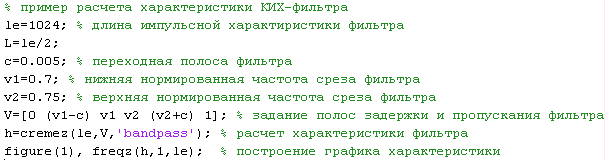 % пример расчета характеристики КИХ-фильтра
le=1024; % длина импульсной характиристики фильтра
L=le/2;
c=0.005; % переходная полоса фильтра
v1=0.7; % нижняя нормированная частота среза фильтра
v2=0.75; % верхняя нормированная частота среза фильтра
V=[0 (v1-c) v1 v2 (v2+c) 1]; % задание полос задержки и пропускания фильтра
h=cremez(le,V,'bandpass'); % расчет характеристики фильтра
figure(1), freqz(h,1,le);  % построение графика характеристики